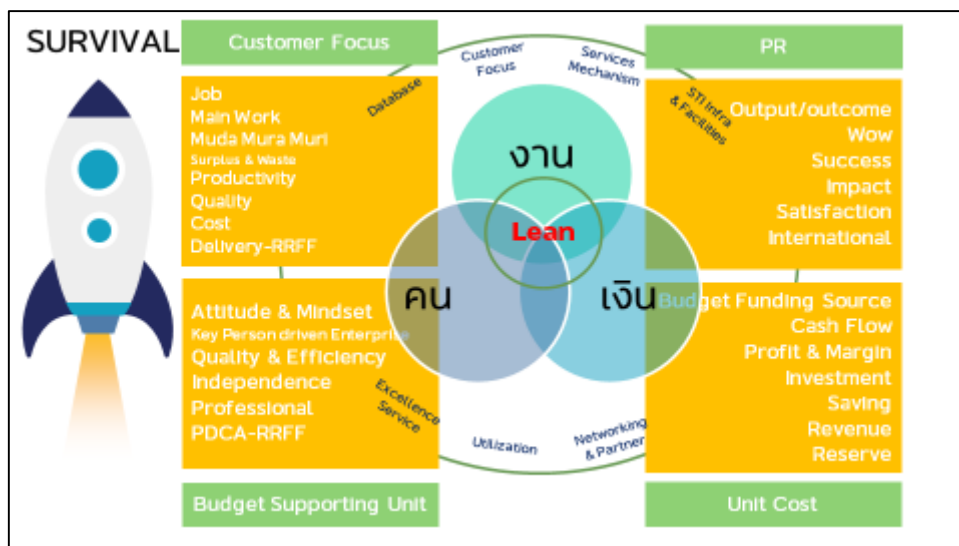 SURVIVAL
Customer Focus
Job
Main Work
Muda Mura Muri
Surplus & Waste
Productivity
Quality
Cost
Delivery-RRFF
Attitude & Mindset
Key Person driven Enterprise
Quality & Efficiency
Independence
Professional
PDCA-RRFF
Budget Supporting Unit
Database
Customer
Focus
Services
Mechanism
STI Infra
& Facilities
งาน
Lean
คน
เงิน
Excellence
Service
Utilization
Networking
& Partner
PR
Output/outcome
Wow
Success
Impact
Satisfaction
International
Budget Funding Source
Cash Flow
Profit & Margin
Investment
Saving
Revenue
Reserve
Unit Cost